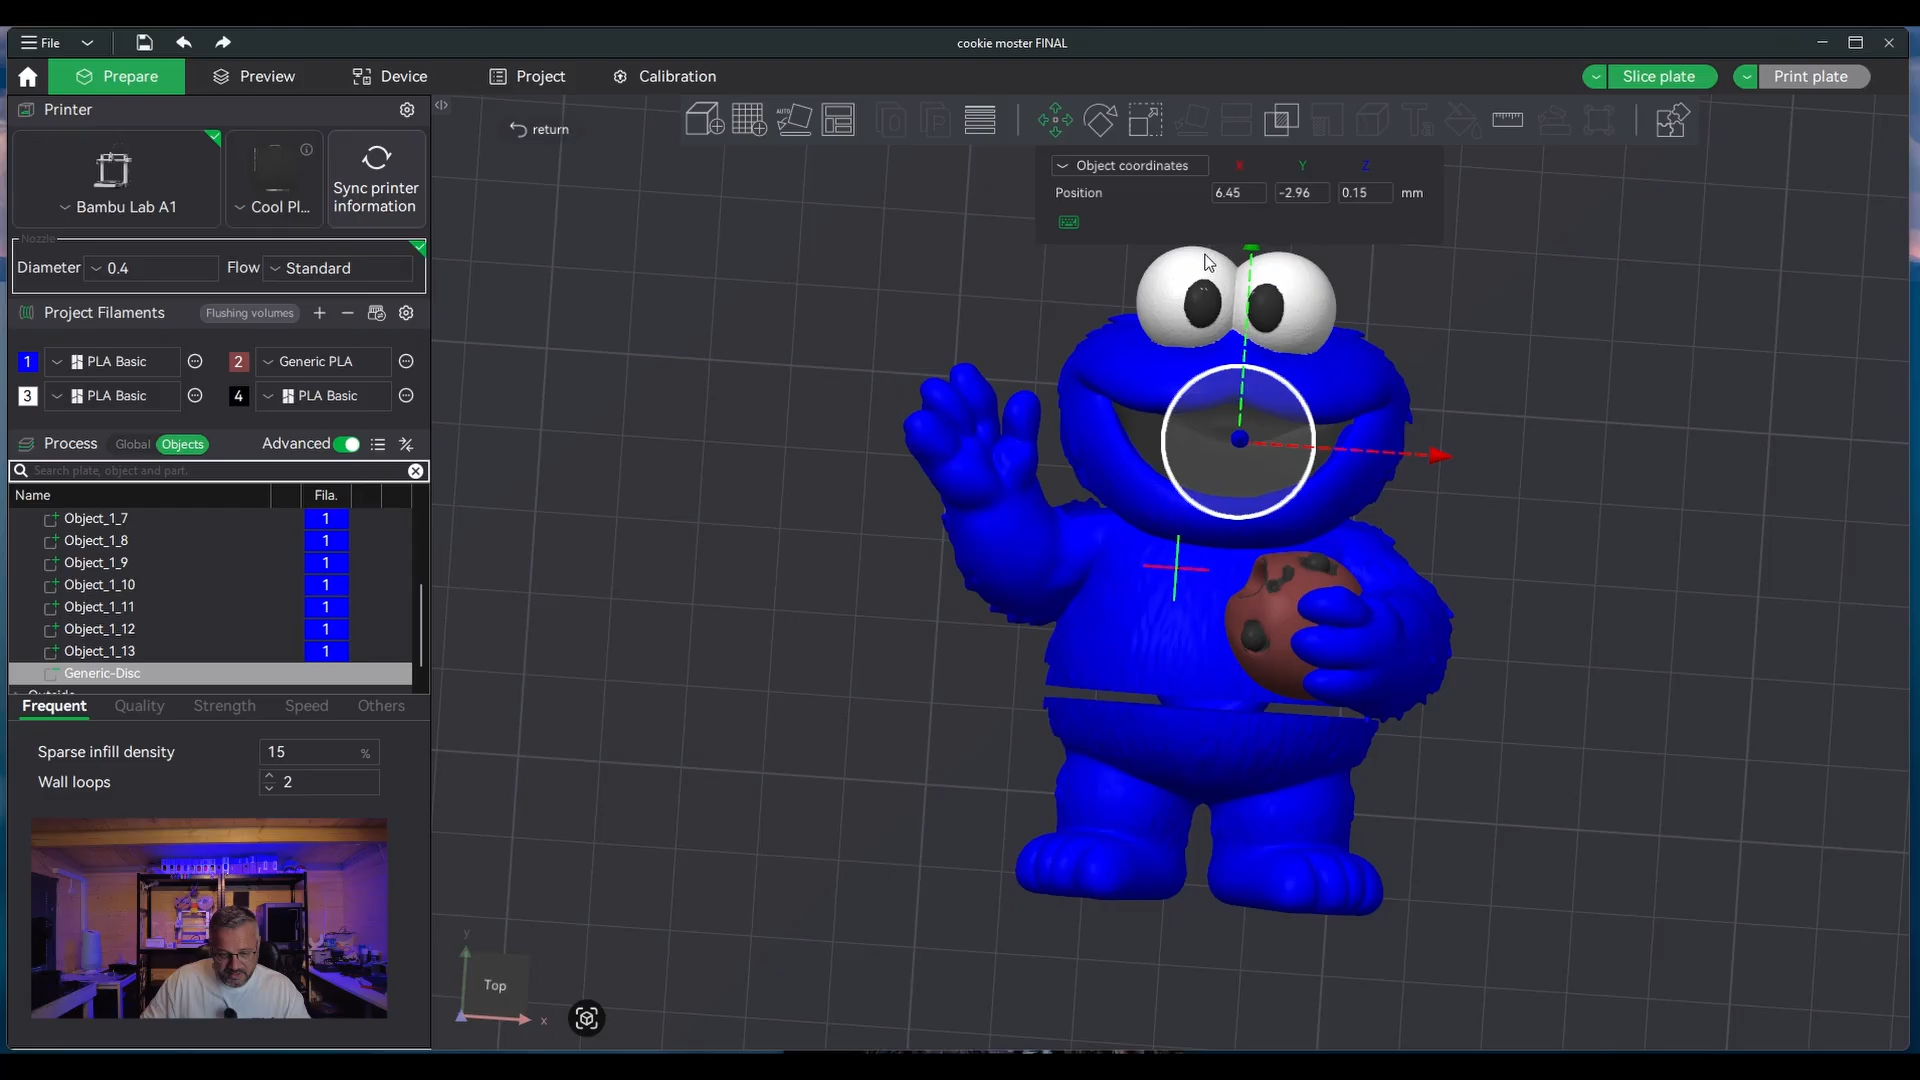 File
cookie moster FINAL
Prepare
Preview
Device
Project
Calibration
Slice plate
Print plate
Printer
return
Object coordinates X Y Z
Position 6.45 -2.96 0.15 mm
Bambu Lab A1
Cool Pl...
Sync printer
information
Nozzle
Diameter 0.4 Flow Standard
Project Filaments Flushing volumes + −
1 PLA Basic 2 Generic PLA
3 PLA Basic 4 PLA Basic
Process Global Objects Advanced
Search plate, object and part.
Name Fila.
Object_1_7 1
Object_1_8 1
Object_1_9 1
Object_1_10 1
Object_1_11 1
Object_1_12 1
Object_1_13 1
Generic-Disc
Outside
Frequent Quality Strength Speed Others
Sparse infill density 15 %
Wall loops 2
y
Top
x